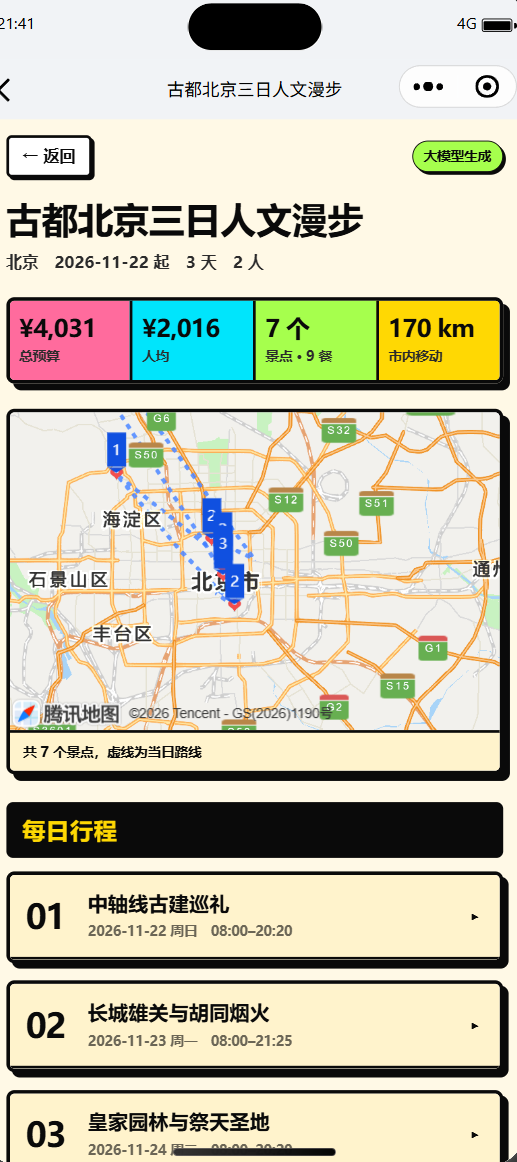 21:41
4G
古都北京三日人文漫步
← 返回
大模型生成
古都北京三日人文漫步
北京 2026-11-22 起 3 天 2 人
¥4,031
总预算
¥2,016
人均
7 个
景点 • 9 餐
170 km
市内移动
G6
S32
1
S50
S12
S51
2
海淀区
3
S50
石景山区
北京市
2
通州
丰台区
G1
S15
G2
腾讯地图
©2026 Tencent - GS(2026)1190号
共 7 个景点，虚线为当日路线
每日行程
01
中轴线古建巡礼
2026-11-22 周日 08:00–20:20
02
长城雄关与胡同烟火
2026-11-23 周一 08:00–21:25
03
皇家园林与祭天圣地
2026-11-24